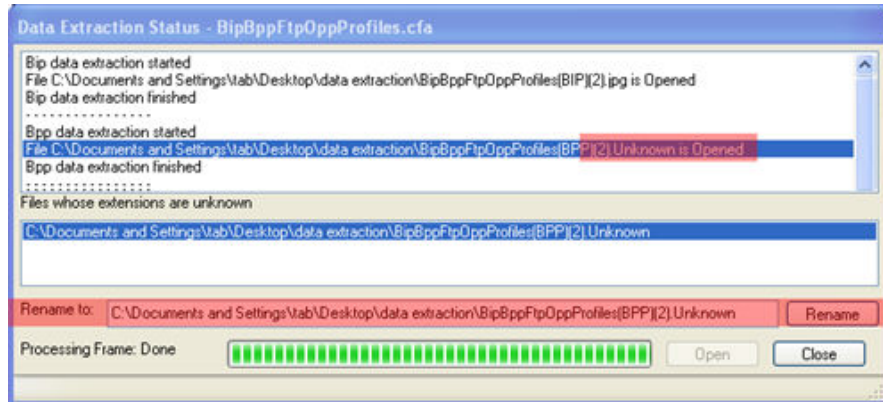 Data Extraction Status - BipBppFtpOppProfiles.cfa
Bip data extraction started
File C:\Documents and Settings\tab\Desktop\data extraction\BipBppFtpOppProfiles(BIP)(2).jpg is Opened
Bip data extraction finished
- - - - - - - - - - - - - - - -
Bpp data extraction started
File C:\Documents and Settings\tab\Desktop\data extraction\BipBppFtpOppProfiles(BPP)(2).Unknown is Opened
Bpp data extraction finished
Files whose extensions are unknown
C:\Documents and Settings\tab\Desktop\data extraction\BipBppFtpOppProfiles(BPP)(2).Unknown
Rename to: C:\Documents and Settings\tab\Desktop\data extraction\BipBppFtpOppProfiles(BPP)(2).Unknown Rename
Processing Frame: Done Open Close